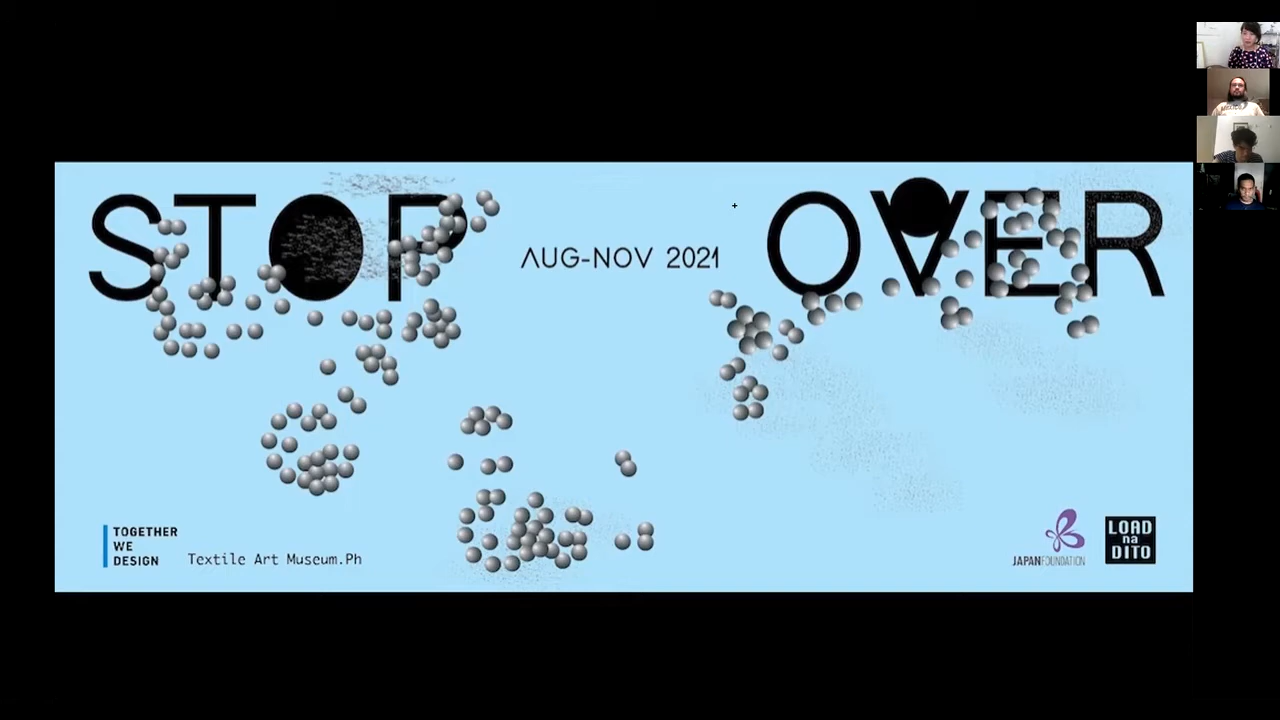 STOP
AUG-NOV 2021
OVER
TOGETHER
WE
DESIGN
Textile Art Museum.Ph
JAPANFOUNDATION
LOAD
na
DITO